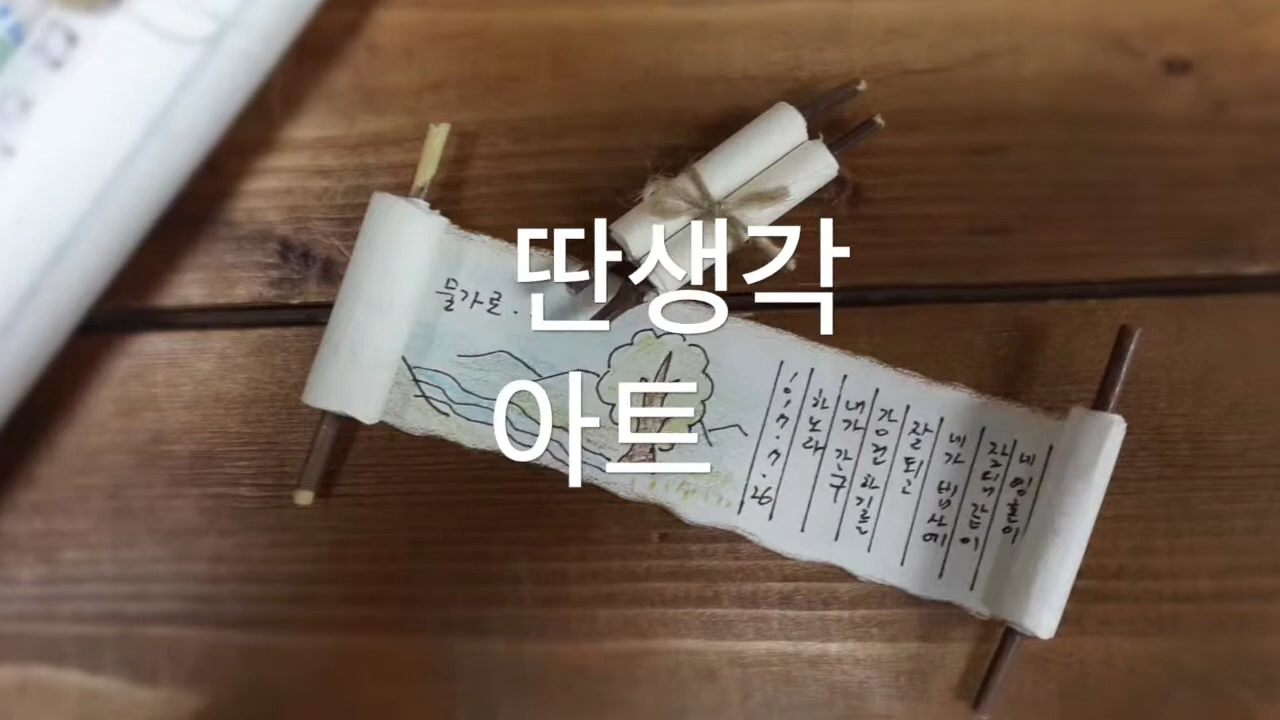 딴생각
아트
물가로...
네 영혼이
잘됨같이
네가 범사에
잘되고
강건하기를
내가 간구
하노라